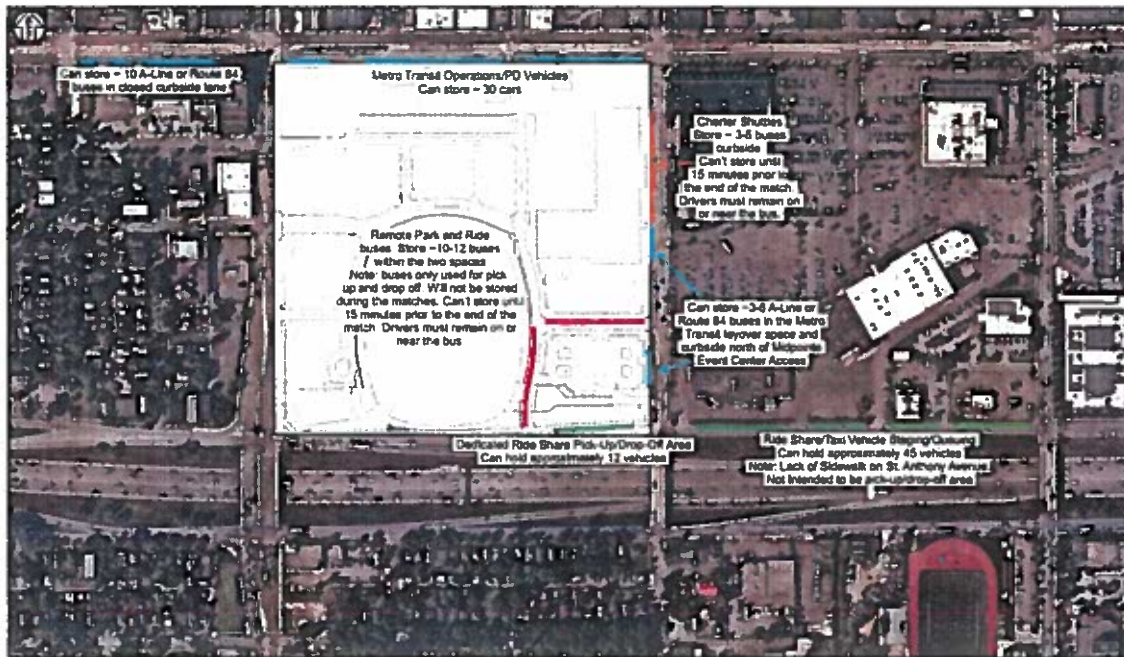 Can store ~ 10 A-Line or Route 84
buses in closed curbside lane
Metro Transit Operations/PD Vehicles
Can store ~ 30 cars
Charter Shuttles
Store ~ 3-6 buses
curbside
Can't store until
15 minutes prior to
the end of the match.
Drivers must remain on
or near the bus.
Remote Park and Ride
buses. Store ~10-12 buses
within the two spaces
Note: buses only used for pick
up and drop off. Will not be stored
during the matches. Can't store until
15 minutes prior to the end of the
match. Drivers must remain on or
near the bus
Can store ~3-6 A-Line or
Route 84 buses in the Metro
Transit layover space and
curbside north of Midpointe
Event Center Access
Dedicated Ride Share Pick-Up/Drop-Off Area
Can hold approximately 12 vehicles
Ride Share/Taxi Vehicle Staging/Queuing
Can hold approximately 45 vehicles
Note: Lack of Sidewalk on St. Anthony Avenue.
Not intended to be pick-up/drop-off area